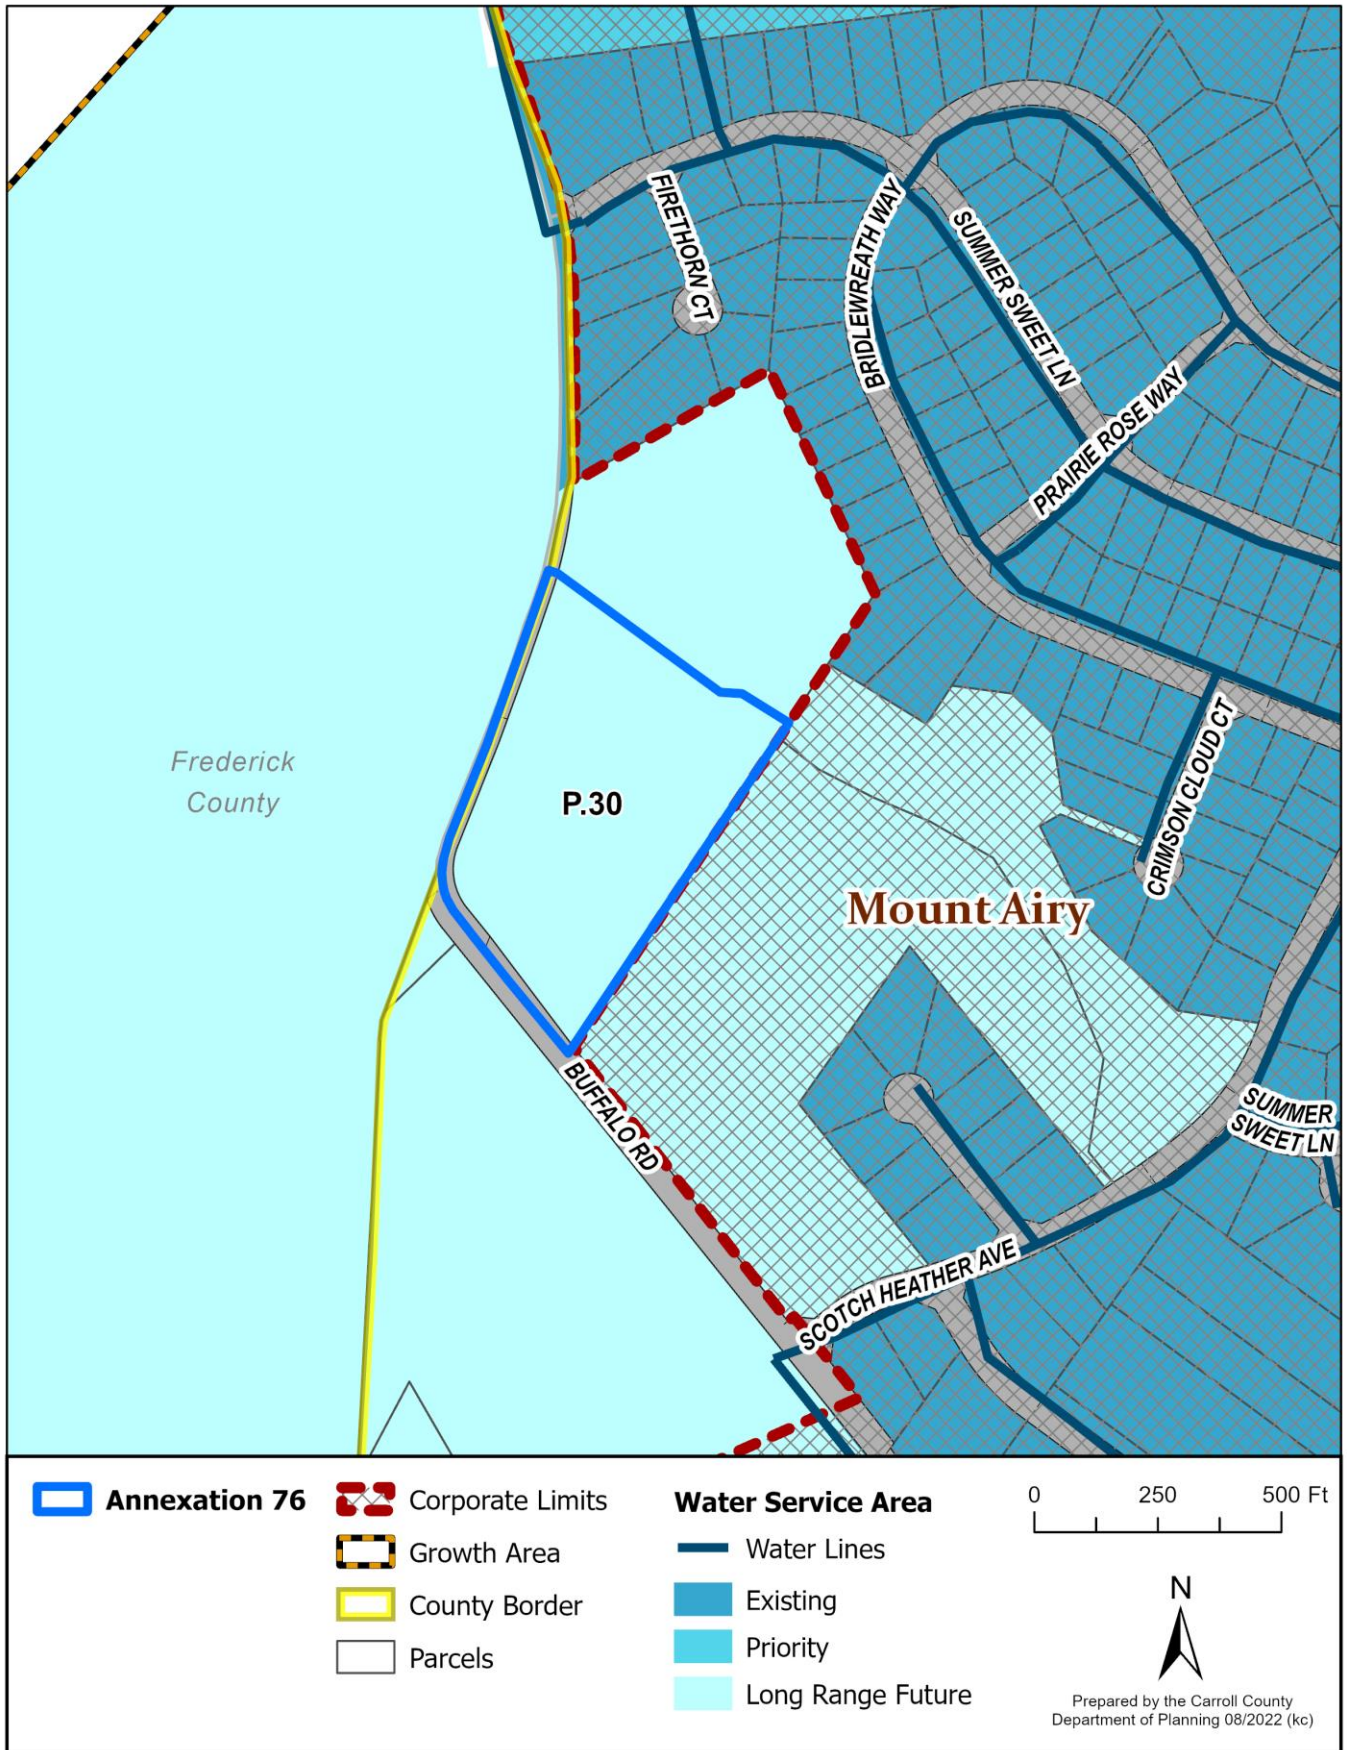 FIRETHORN CT
BRIDLEWREATH WAY
SUMMER SWEET LN
PRAIRIE ROSE WAY
CRIMSON CLOUD CT
Frederick
County
P.30
Mount Airy
BUFFALO RD
SUMMER
SWEET LN
SCOTCH HEATHER AVE
Annexation 76
Corporate Limits
Growth Area
County Border
Parcels
Water Service Area
Water Lines
Existing
Priority
Long Range Future
0 250 500 Ft
N
Prepared by the Carroll County
Department of Planning 08/2022 (kc)